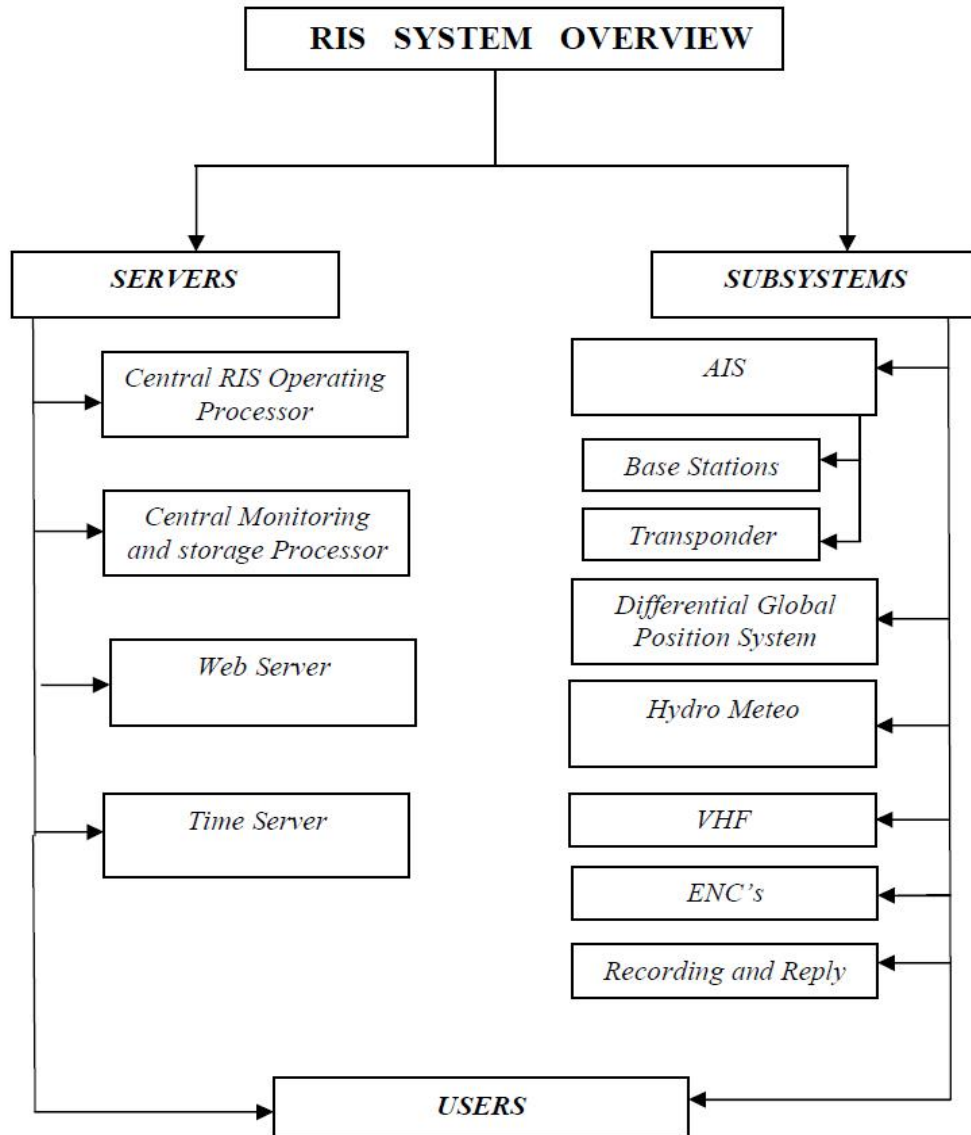 RIS SYSTEM OVERVIEW
SERVERS
Central RIS Operating
Processor
Central Monitoring
and storage Processor
Web Server
Time Server
SUBSYSTEMS
AIS
Base Stations
Transponder
Differential Global
Position System
Hydro Meteo
VHF
ENC's
Recording and Reply
USERS